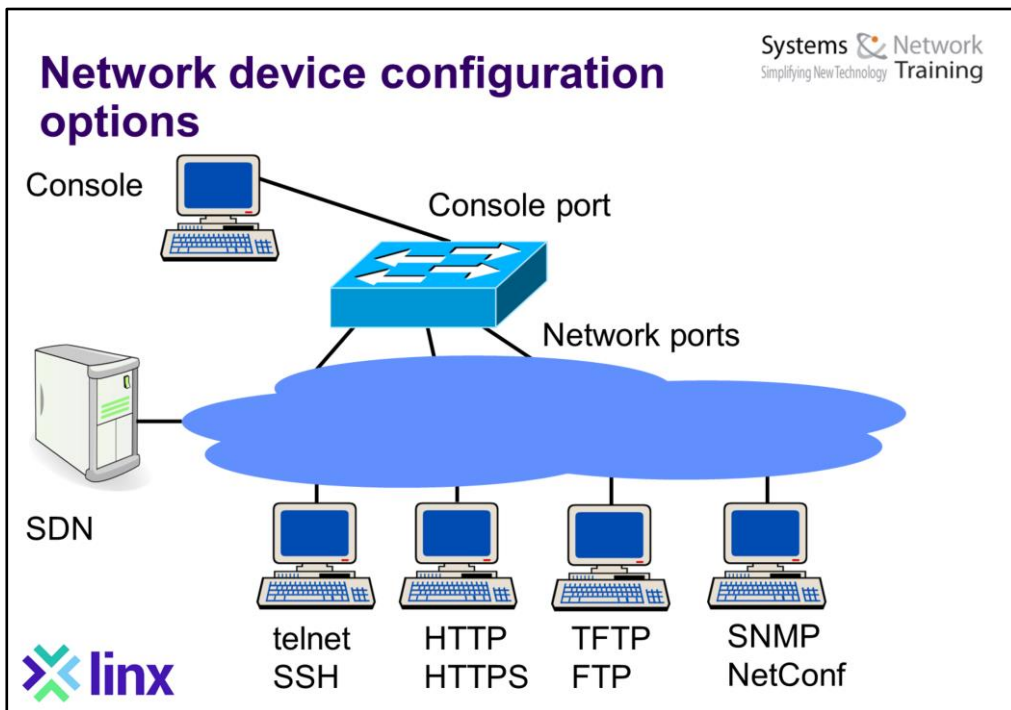 Network device configuration
options
Systems Network
Simplifying New Technology Training
Console
Console port
Network ports
SDN
telnet HTTP TFTP SNMP
SSH HTTPS FTP NetConf
linx